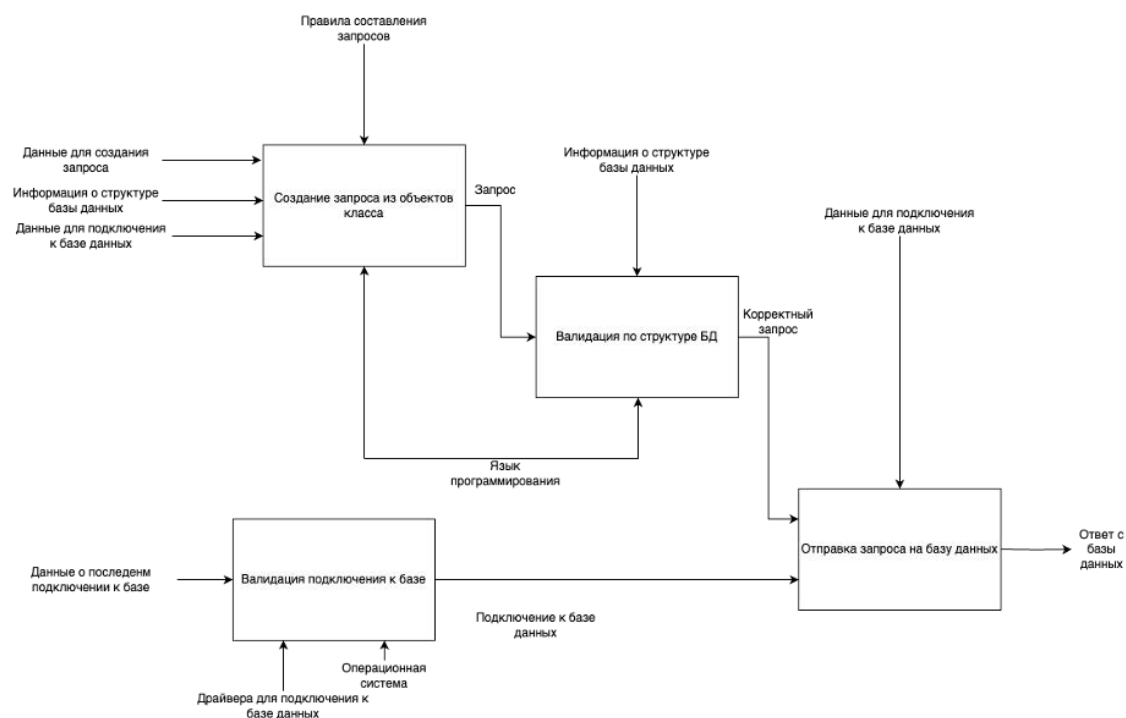 Правила составления
запросов
Данные для создания
запроса
Информация о структуре
базы данных
Данные для подключения
к базе данных
Создание запроса из объектов
класса
Запрос
Информация о структуре
базы данных
Данные для подключения
к базе данных
Валидация по структуре БД
Корректный
запрос
Язык
программирования
Отправка запроса на базу данных
Ответ с
базы
данных
Данные о последенм
подключении к базе
Валидация подключения к базе
Подключение к базе
данных
Операционная
система
Драйвера для подключения к
базе данных